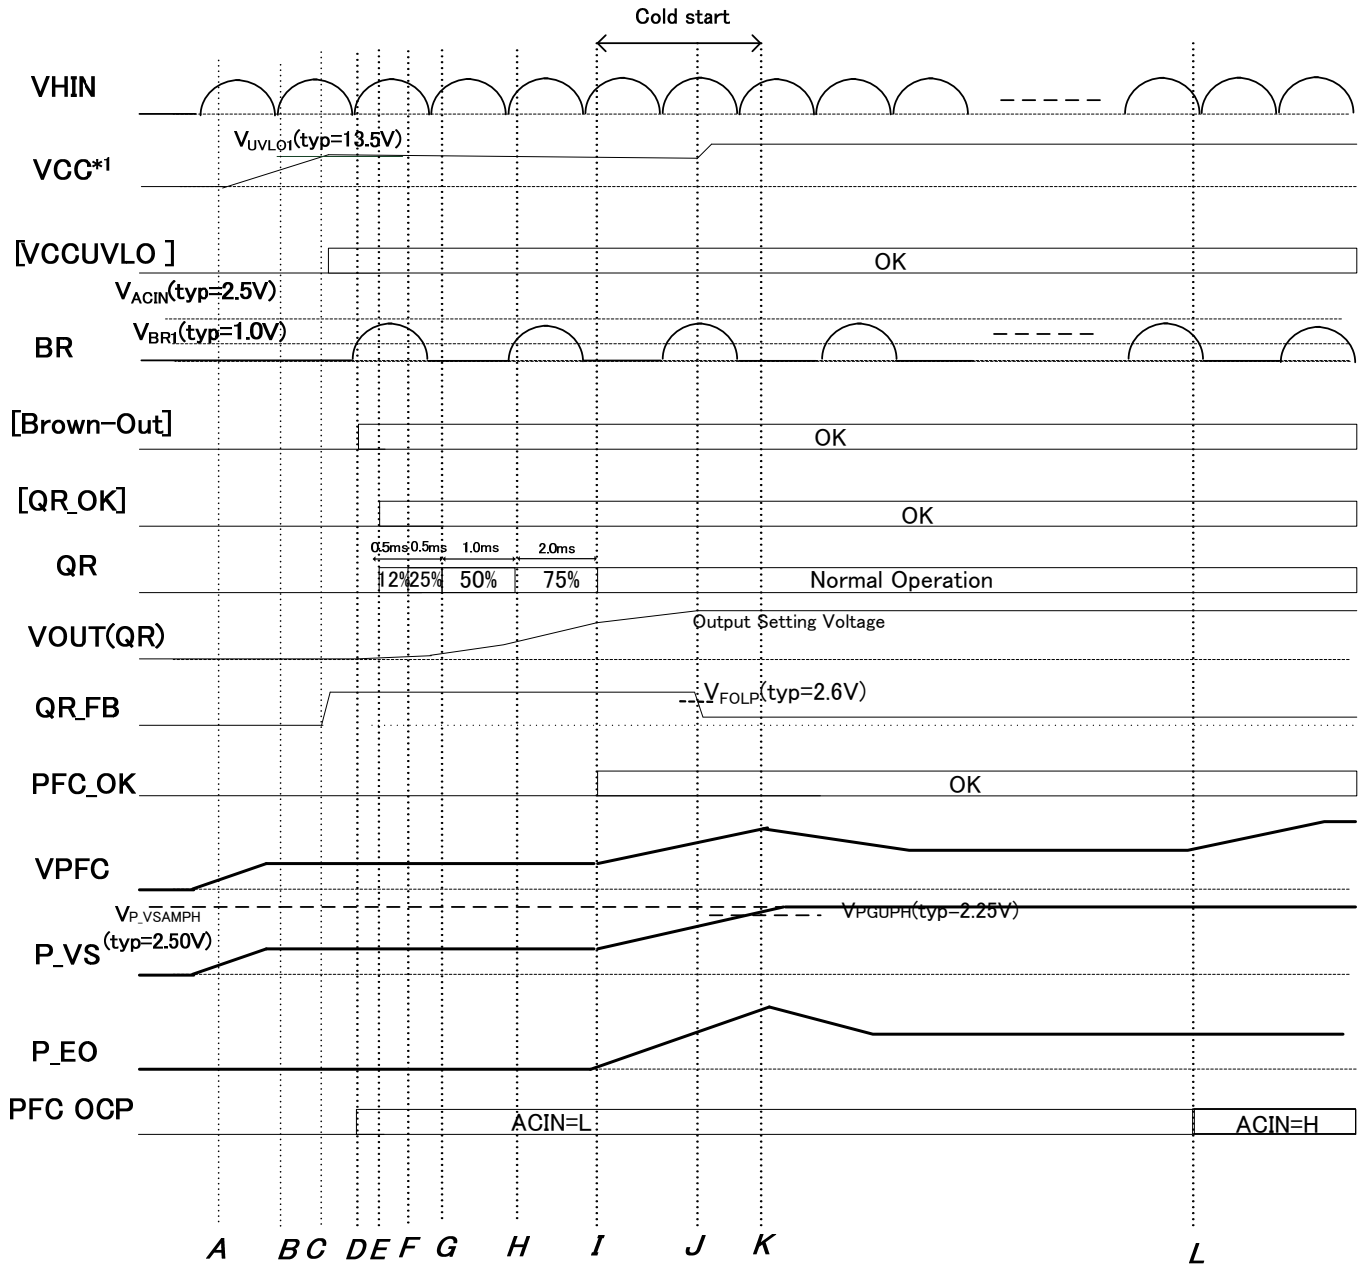 Cold start
VHIN
VUVLO1(typ=13.5V)
VCC*1
[VCCUVLO ]
OK
VACIN(typ=2.5V)
VBR1(typ=1.0V)
BR
[Brown-Out]
OK
[QR_OK]
OK
0.5ms 0.5ms 1.0ms 2.0ms
QR
12% 25% 50% 75% Normal Operation
VOUT(QR)
Output Setting Voltage
QR_FB
VFOLP(typ=2.6V)
PFC_OK
OK
VPFC
VP_VSAMPH
(typ=2.50V)
VPGUPH(typ=2.25V)
P_VS
P_EO
PFC OCP
ACIN=L
ACIN=H
A B C D E F G H I J K L